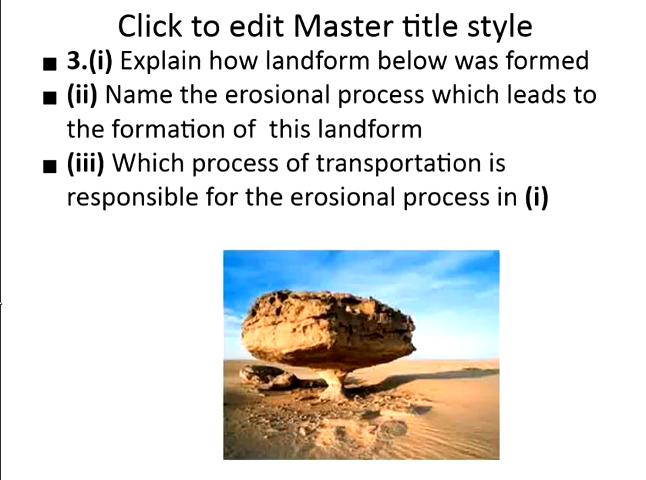 Click to edit Master title style
■ 3.(i) Explain how landform below was formed
■ (ii) Name the erosional process which leads to
the formation of this landform
■ (iii) Which process of transportation is
responsible for the erosional process in (i)